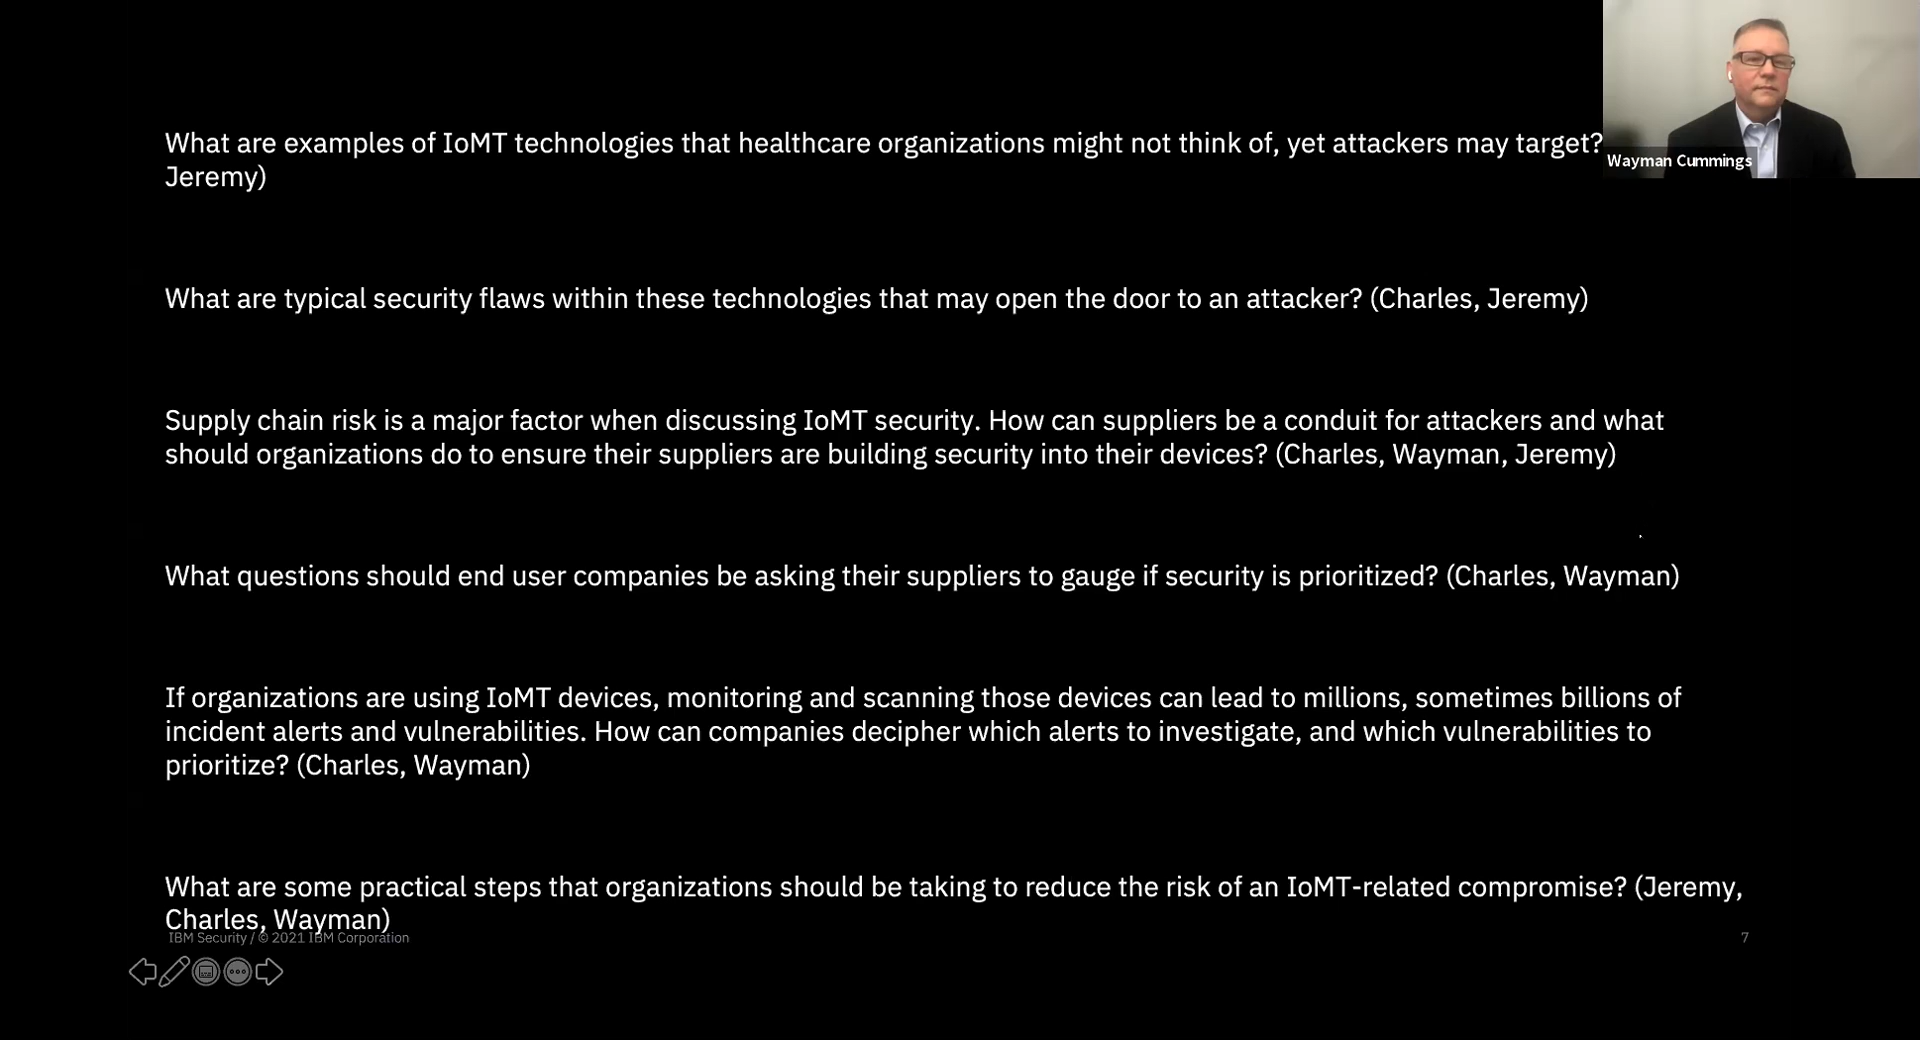 What are examples of IoMT technologies that healthcare organizations might not think of, yet attackers may target?
Jeremy)
Wayman Cummings
What are typical security flaws within these technologies that may open the door to an attacker? (Charles, Jeremy)
Supply chain risk is a major factor when discussing IoMT security. How can suppliers be a conduit for attackers and what
should organizations do to ensure their suppliers are building security into their devices? (Charles, Wayman, Jeremy)
What questions should end user companies be asking their suppliers to gauge if security is prioritized? (Charles, Wayman)
If organizations are using IoMT devices, monitoring and scanning those devices can lead to millions, sometimes billions of
incident alerts and vulnerabilities. How can companies decipher which alerts to investigate, and which vulnerabilities to
prioritize? (Charles, Wayman)
What are some practical steps that organizations should be taking to reduce the risk of an IoMT-related compromise? (Jeremy,
Charles, Wayman)
IBM Security / © 2021 IBM Corporation
7